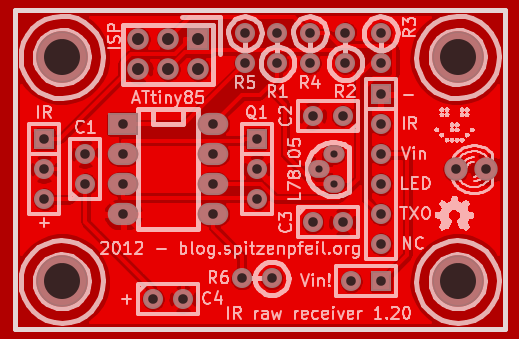 ISP
R3
R5
R1
R4
R2
ATtiny85
IR
C1
Q1
C2
-
IR
Vin
L78L05
LED
+
C3
TXO
NC
2012 - blog.spitzenpfeil.org
R6
Vin!
+
C4
IR raw receiver 1.20